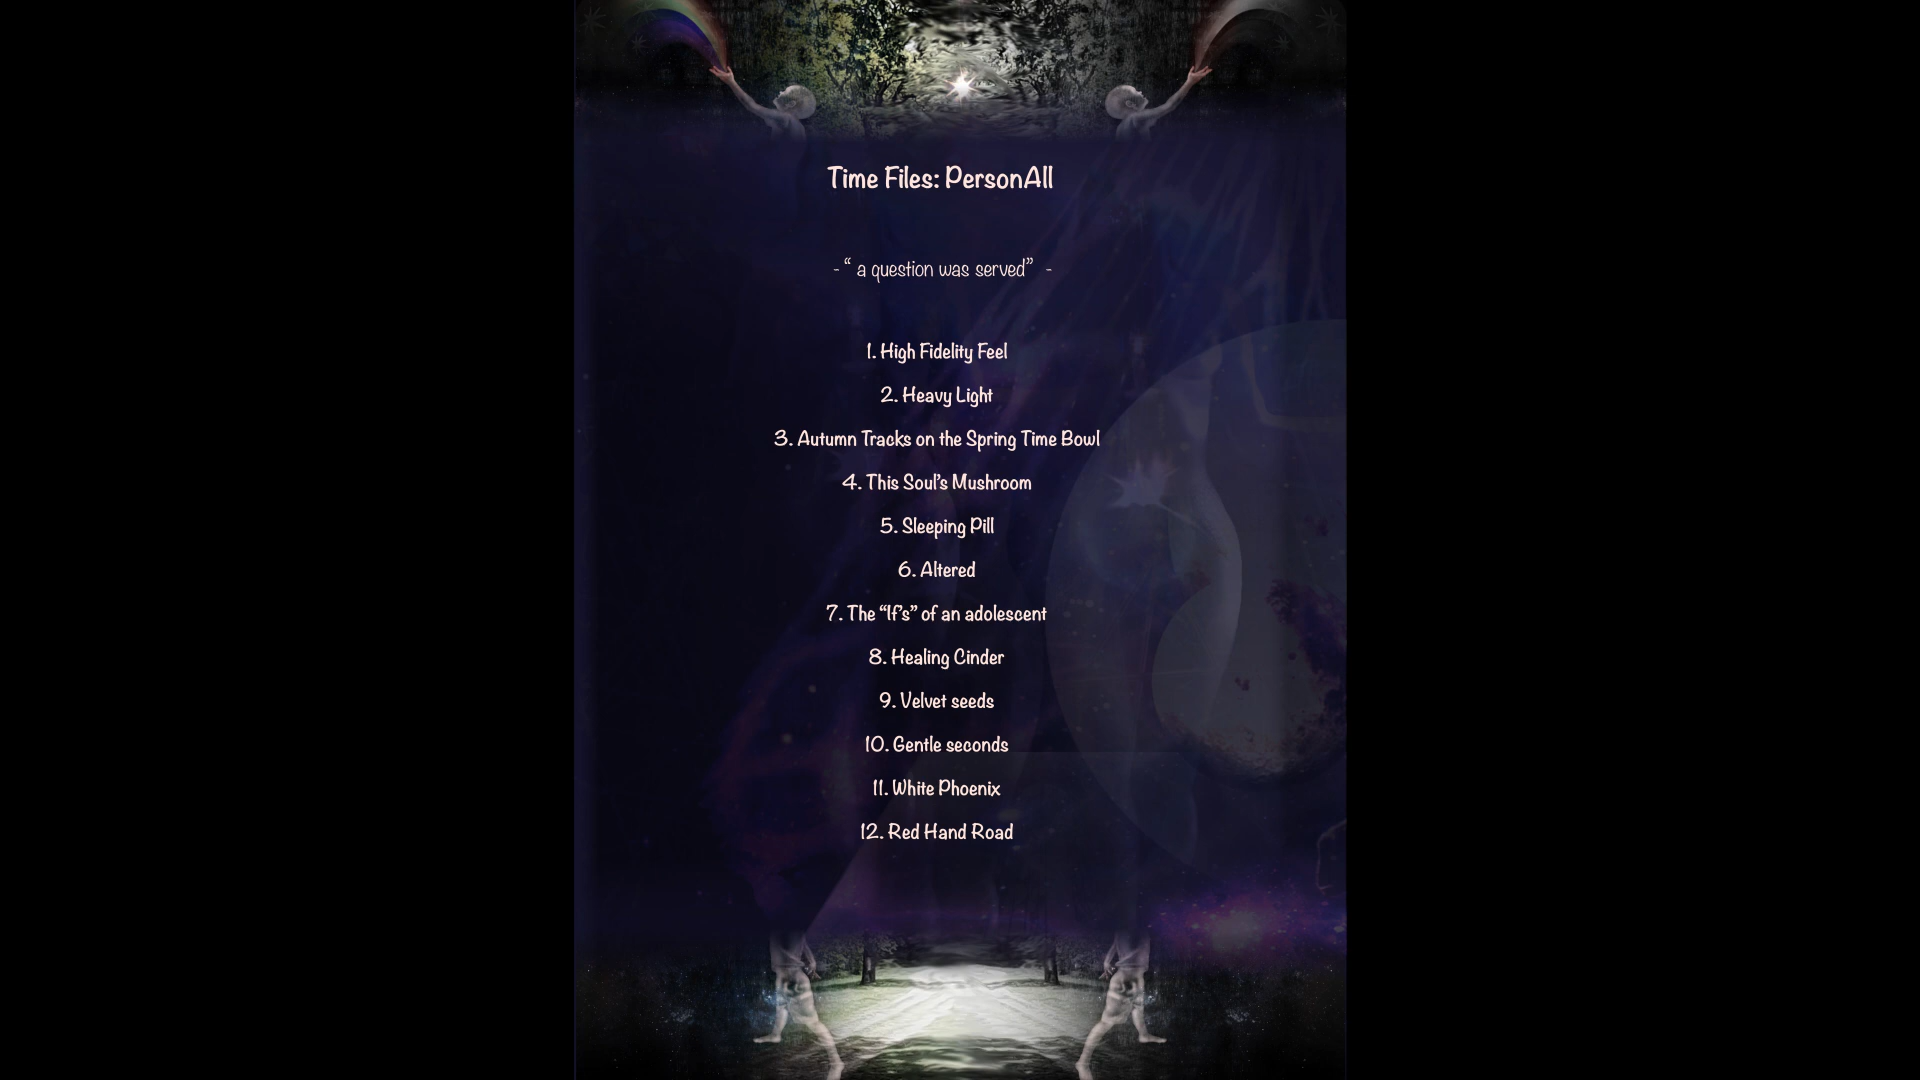 Time Files: PersonAll
- “ a question was served” -
1. High Fidelity Feel
2. Heavy Light
3. Autumn Tracks on the Spring Time Bowl
4. This Soul’s Mushroom
5. Sleeping Pill
6. Altered
7. The “If’s” of an adolescent
8. Healing Cinder
9. Velvet seeds
10. Gentle seconds
11. White Phoenix
12. Red Hand Road